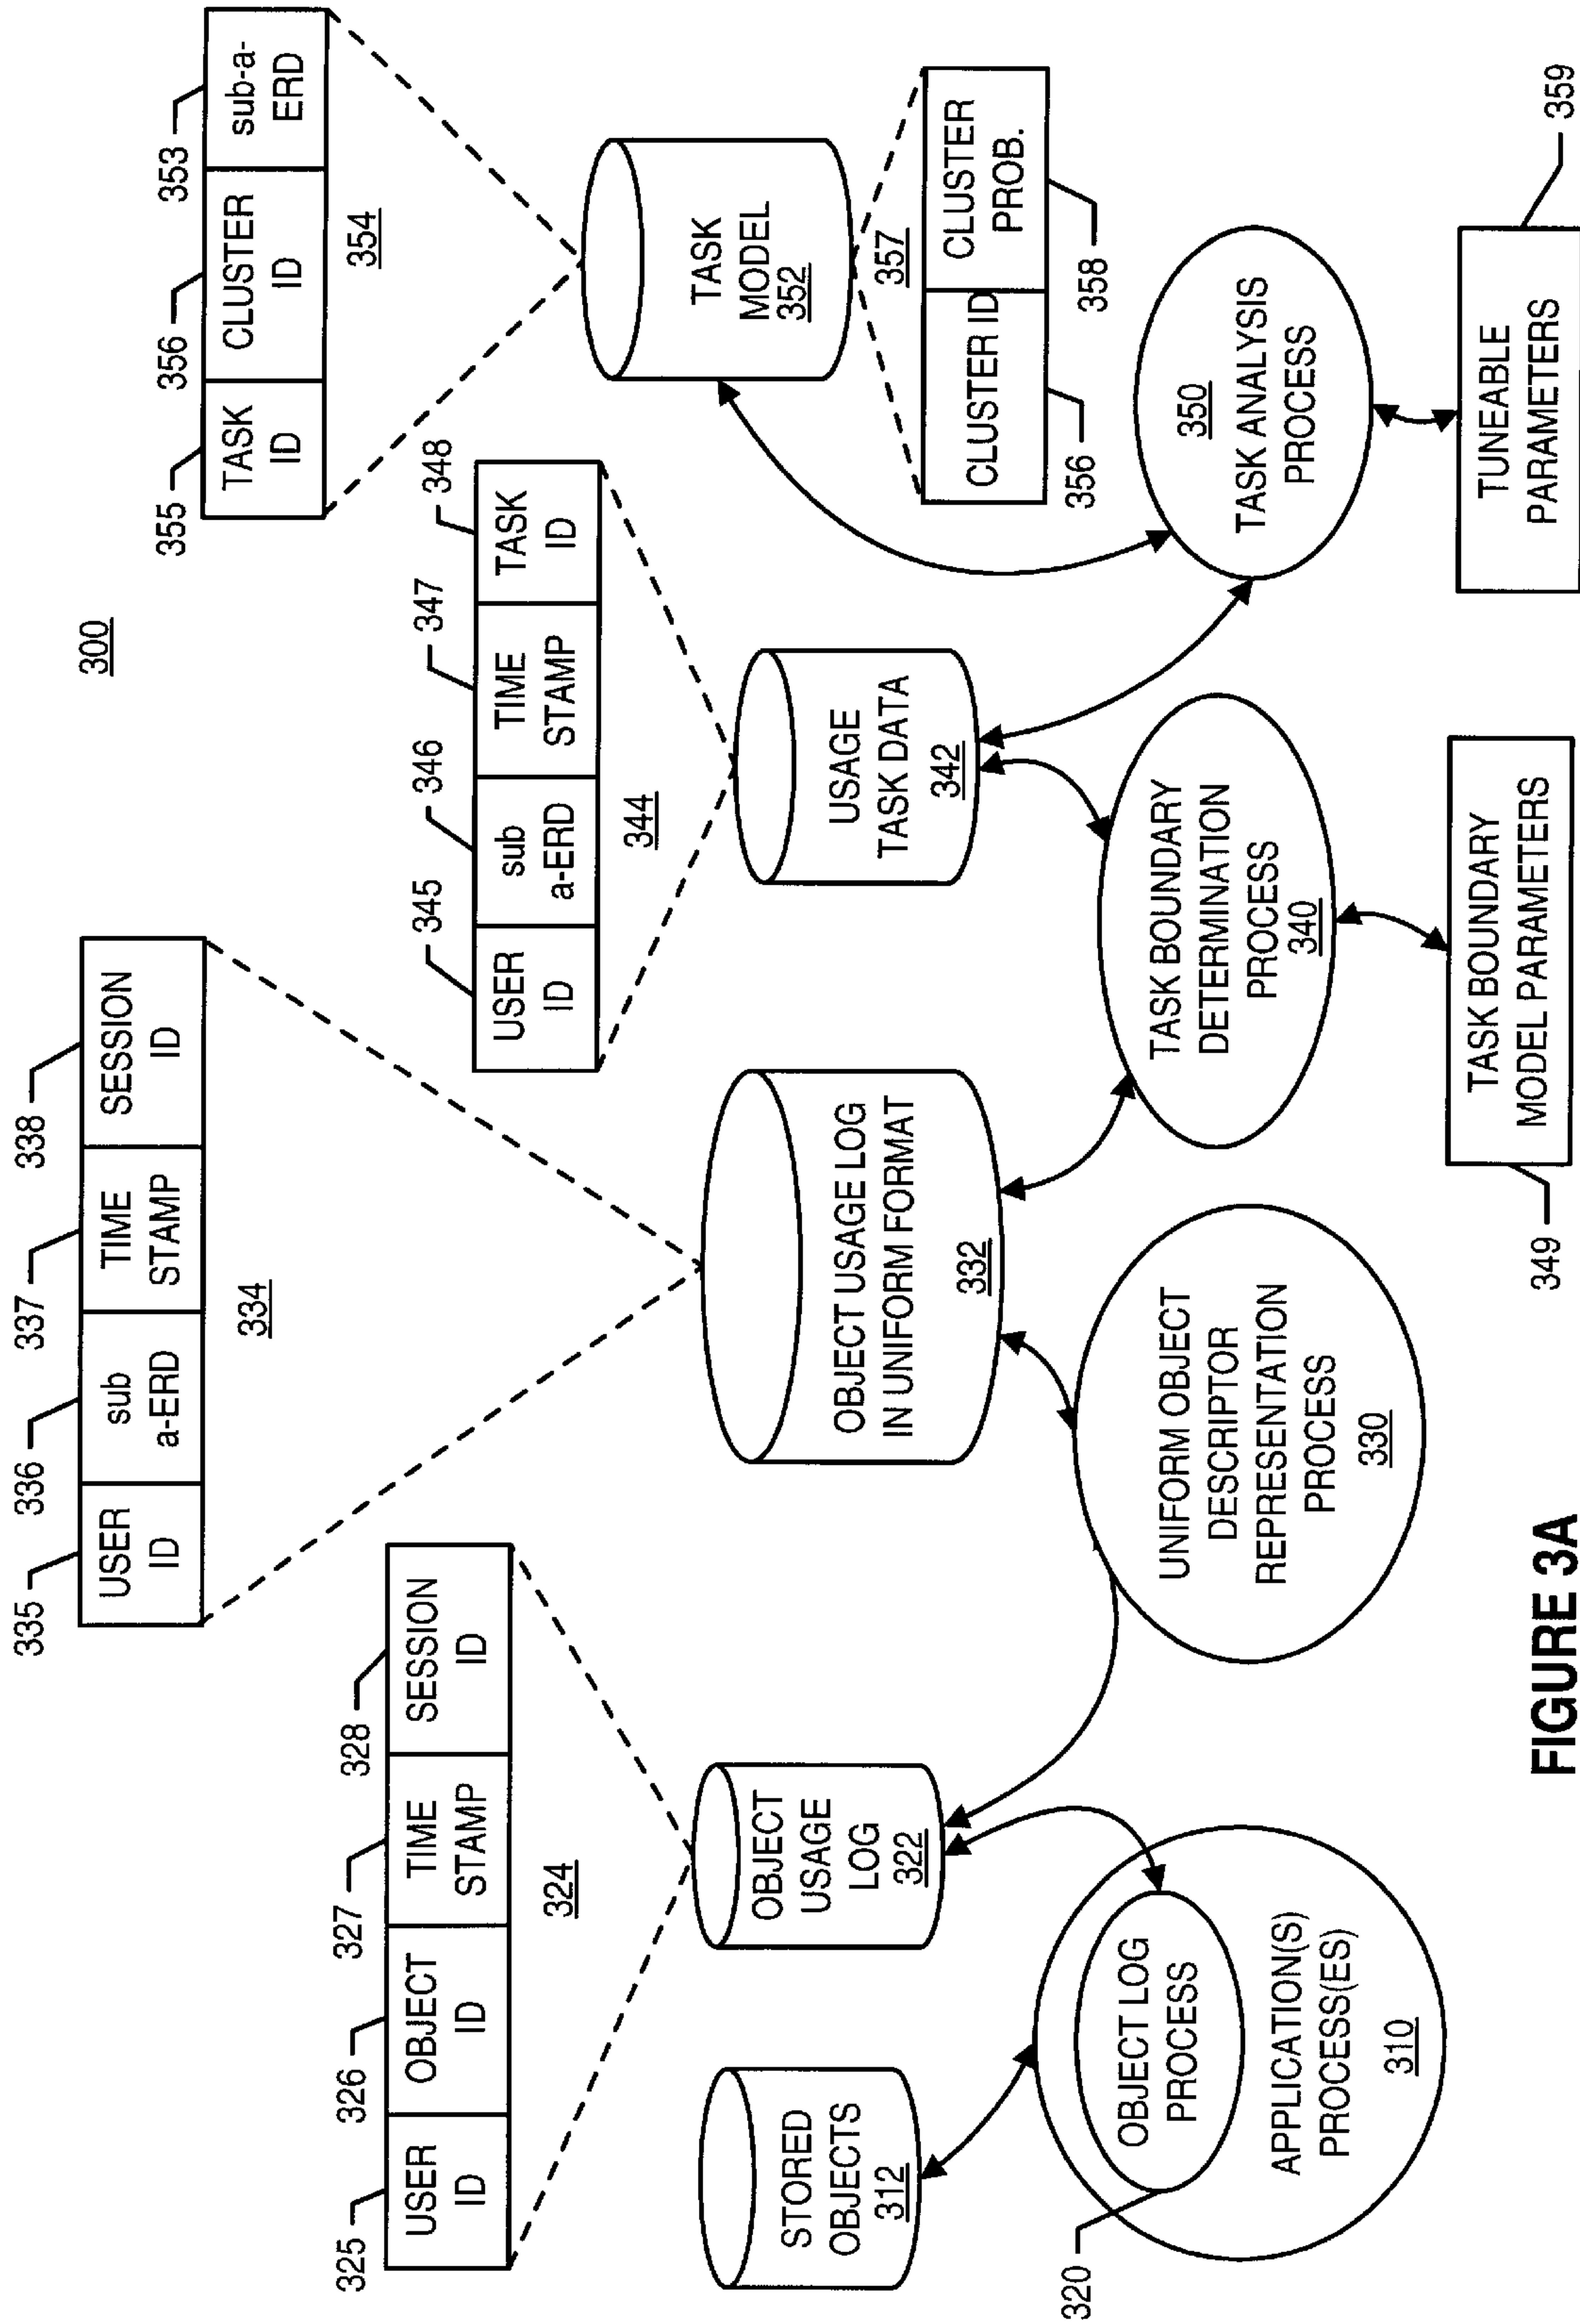 300
335
336
337
338
USER
ID
sub
a-ERD
TIME
STAMP
SESSION
ID
334
325
326
327
328
USER
ID
OBJECT
ID
TIME
STAMP
SESSION
ID
324
345
346
347
348
USER
ID
sub
a-ERD
TIME
STAMP
TASK
ID
344
355
356
353
TASK
ID
CLUSTER
ID
sub-a-
ERD
354
STORED
OBJECTS
312
OBJECT
USAGE
LOG
322
OBJECT USAGE LOG
IN UNIFORM FORMAT
332
USAGE
TASK DATA
342
TASK
MODEL
352
357
CLUSTER ID
CLUSTER
PROB.
356
358
320
OBJECT LOG
PROCESS
APPLICATION(S)
PROCESS(ES)
310
UNIFORM OBJECT
DESCRIPTOR
REPRESENTATION
PROCESS
330
TASK BOUNDARY
DETERMINATION
PROCESS
340
350
TASK ANALYSIS
PROCESS
349
TASK BOUNDARY
MODEL PARAMETERS
TUNEABLE
PARAMETERS
359
FIGURE 3A